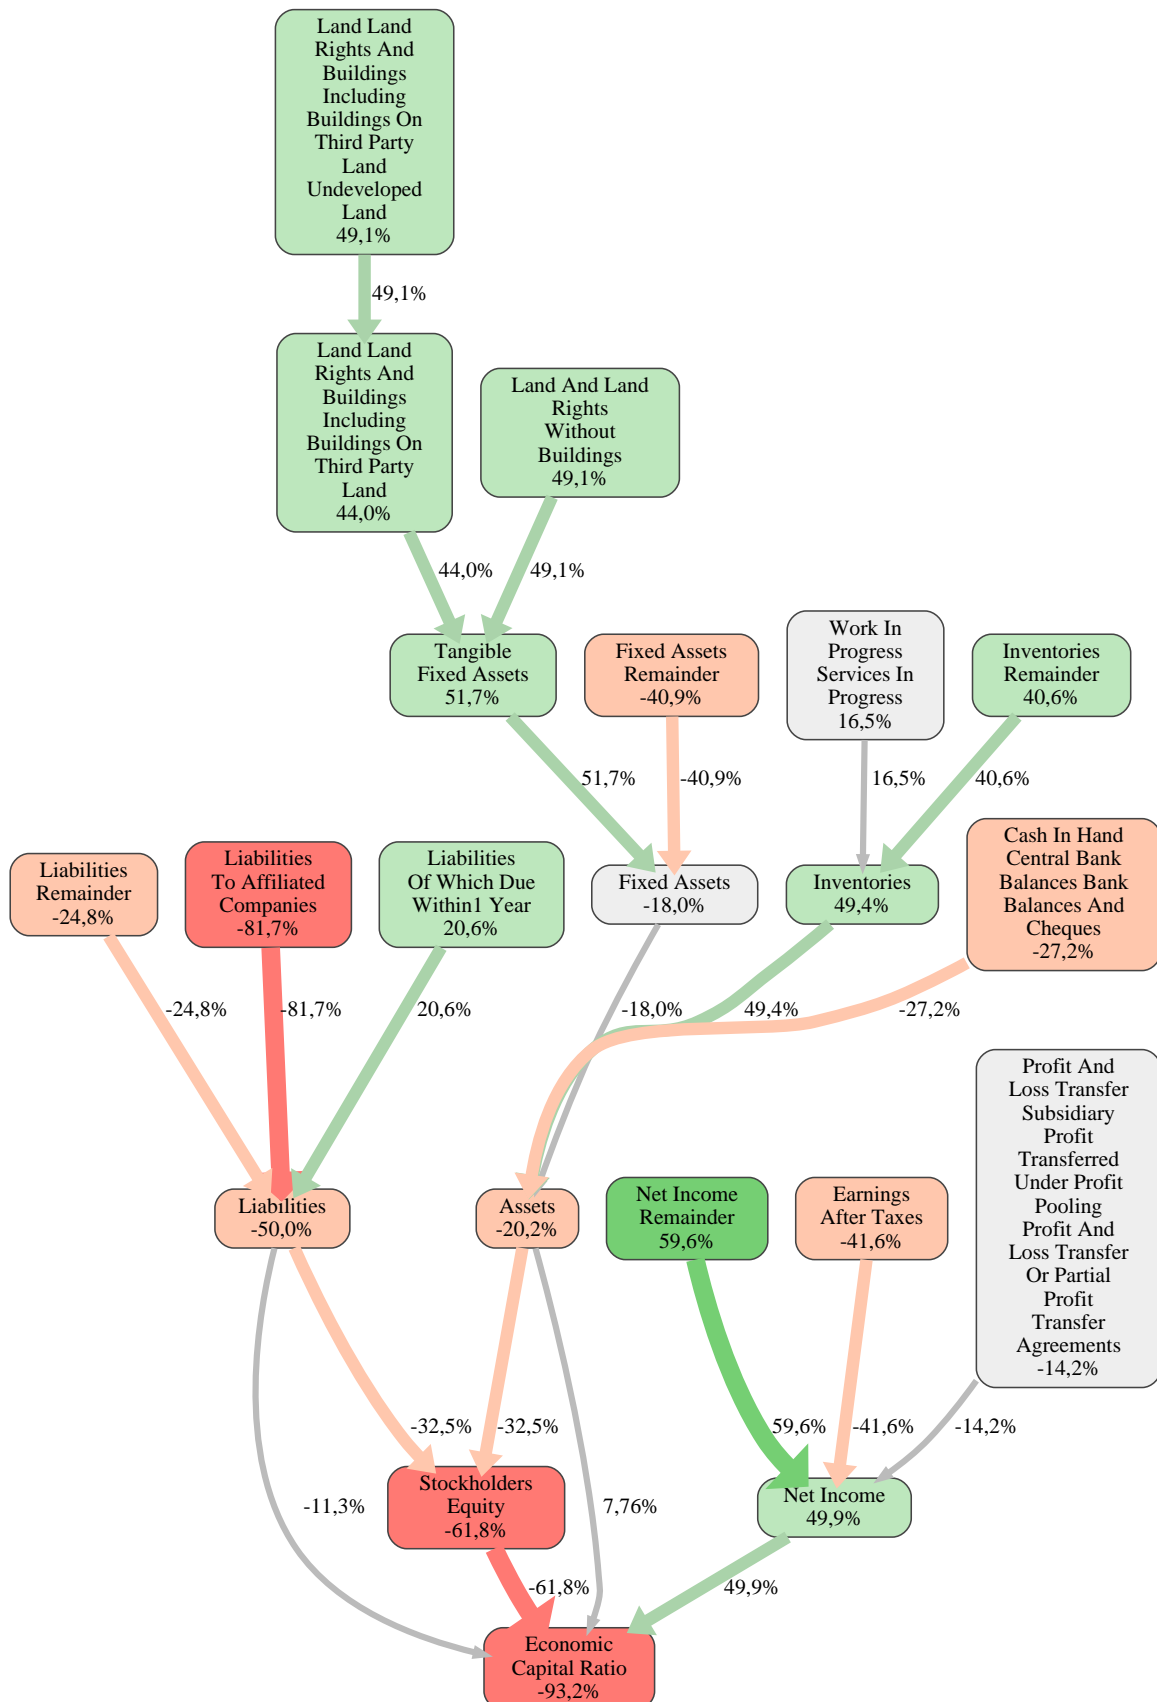 Land Land
Rights And
Buildings
Including
Buildings On
Third Party
Land
Undeveloped
Land
49,1%
49,1%
Land Land
Rights And
Buildings
Including
Buildings On
Third Party
Land
44,0%
Land And Land
Rights
Without
Buildings
49,1%
44,0%
49,1%
Tangible
Fixed Assets
51,7%
Fixed Assets
Remainder
-40,9%
Work In
Progress
Services In
Progress
16,5%
Inventories
Remainder
40,6%
51,7%
-40,9%
16,5%
40,6%
Liabilities
Remainder
-24,8%
Liabilities
To Affiliated
Companies
-81,7%
Liabilities
Of Which Due
Within1 Year
20,6%
Fixed Assets
-18,0%
Inventories
49,4%
Cash In Hand
Central Bank
Balances Bank
Balances And
Cheques
-27,2%
-24,8%
-81,7%
20,6%
-18,0%
49,4%
-27,2%
Profit And
Loss Transfer
Subsidiary
Profit
Transferred
Under Profit
Pooling
Profit And
Loss Transfer
Or Partial
Profit
Transfer
Agreements
-14,2%
Liabilities
-50,0%
Assets
-20,2%
Net Income
Remainder
59,6%
Earnings
After Taxes
-41,6%
-32,5%
-32,5%
59,6%
-41,6%
-14,2%
Stockholders
Equity
-61,8%
Net Income
49,9%
-11,3%
7,76%
-61,8%
49,9%
Economic
Capital Ratio
-93,2%